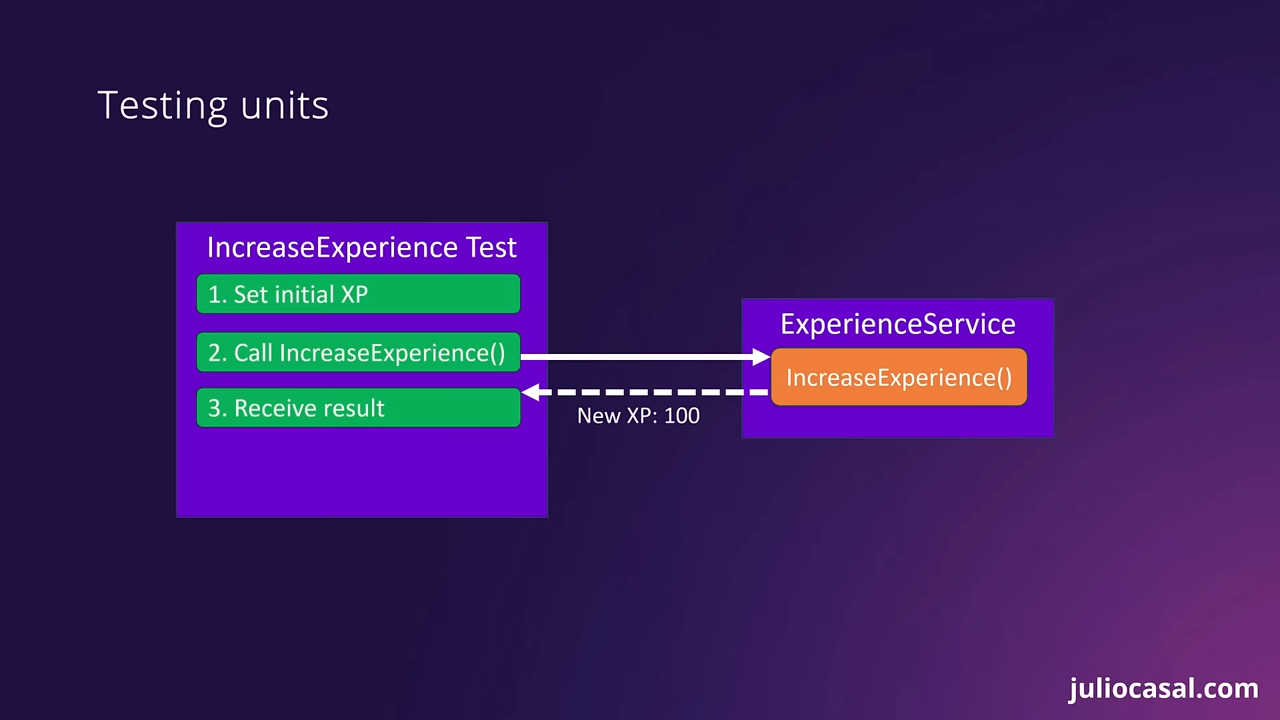 Testing units
IncreaseExperience Test
1. Set initial XP
2. Call IncreaseExperience()
3. Receive result
New XP: 100
ExperienceService
IncreaseExperience()
juliocasal.com